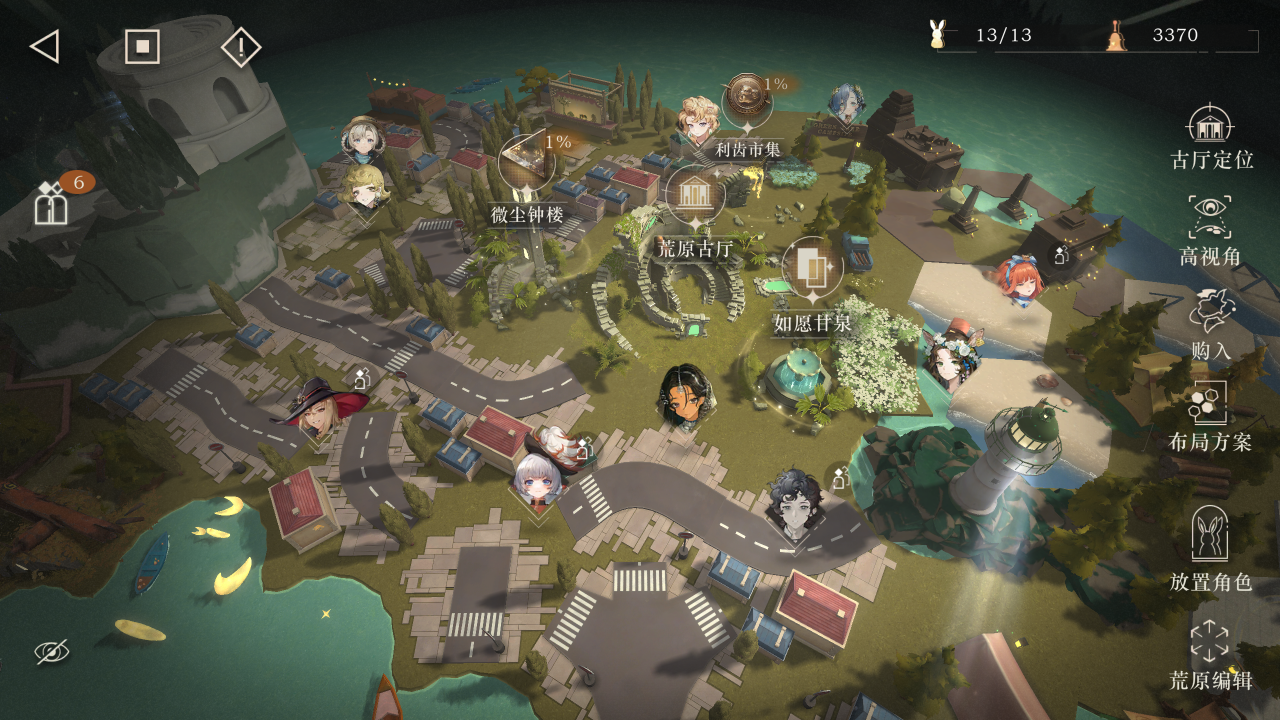 13/13
3370
6
1%
1%
利齿市集
微尘钟楼
荒原古厅
如愿甘泉
古厅定位
高视角
购入
布局方案
放置角色
荒原编辑